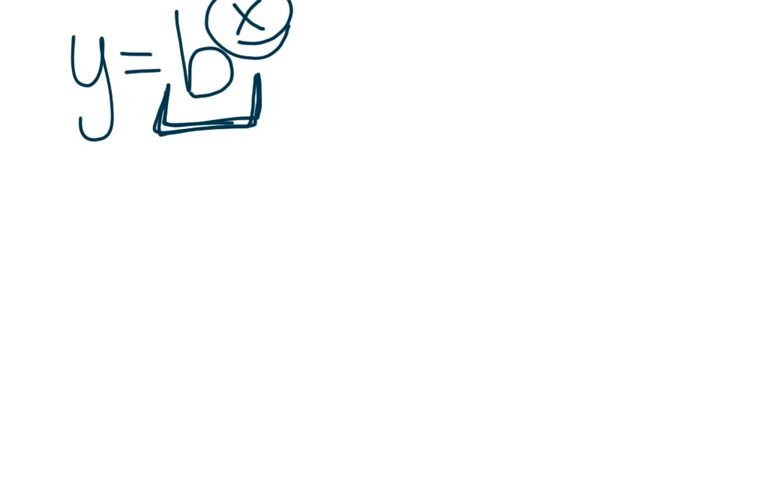 y = b^x